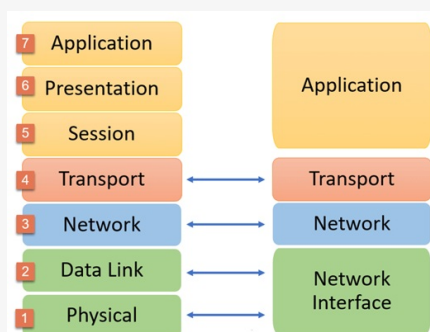 7 Application
6 Presentation
5 Session
4 Transport
3 Network
2 Data Link
1 Physical
Application
Transport
Network
Network
Interface